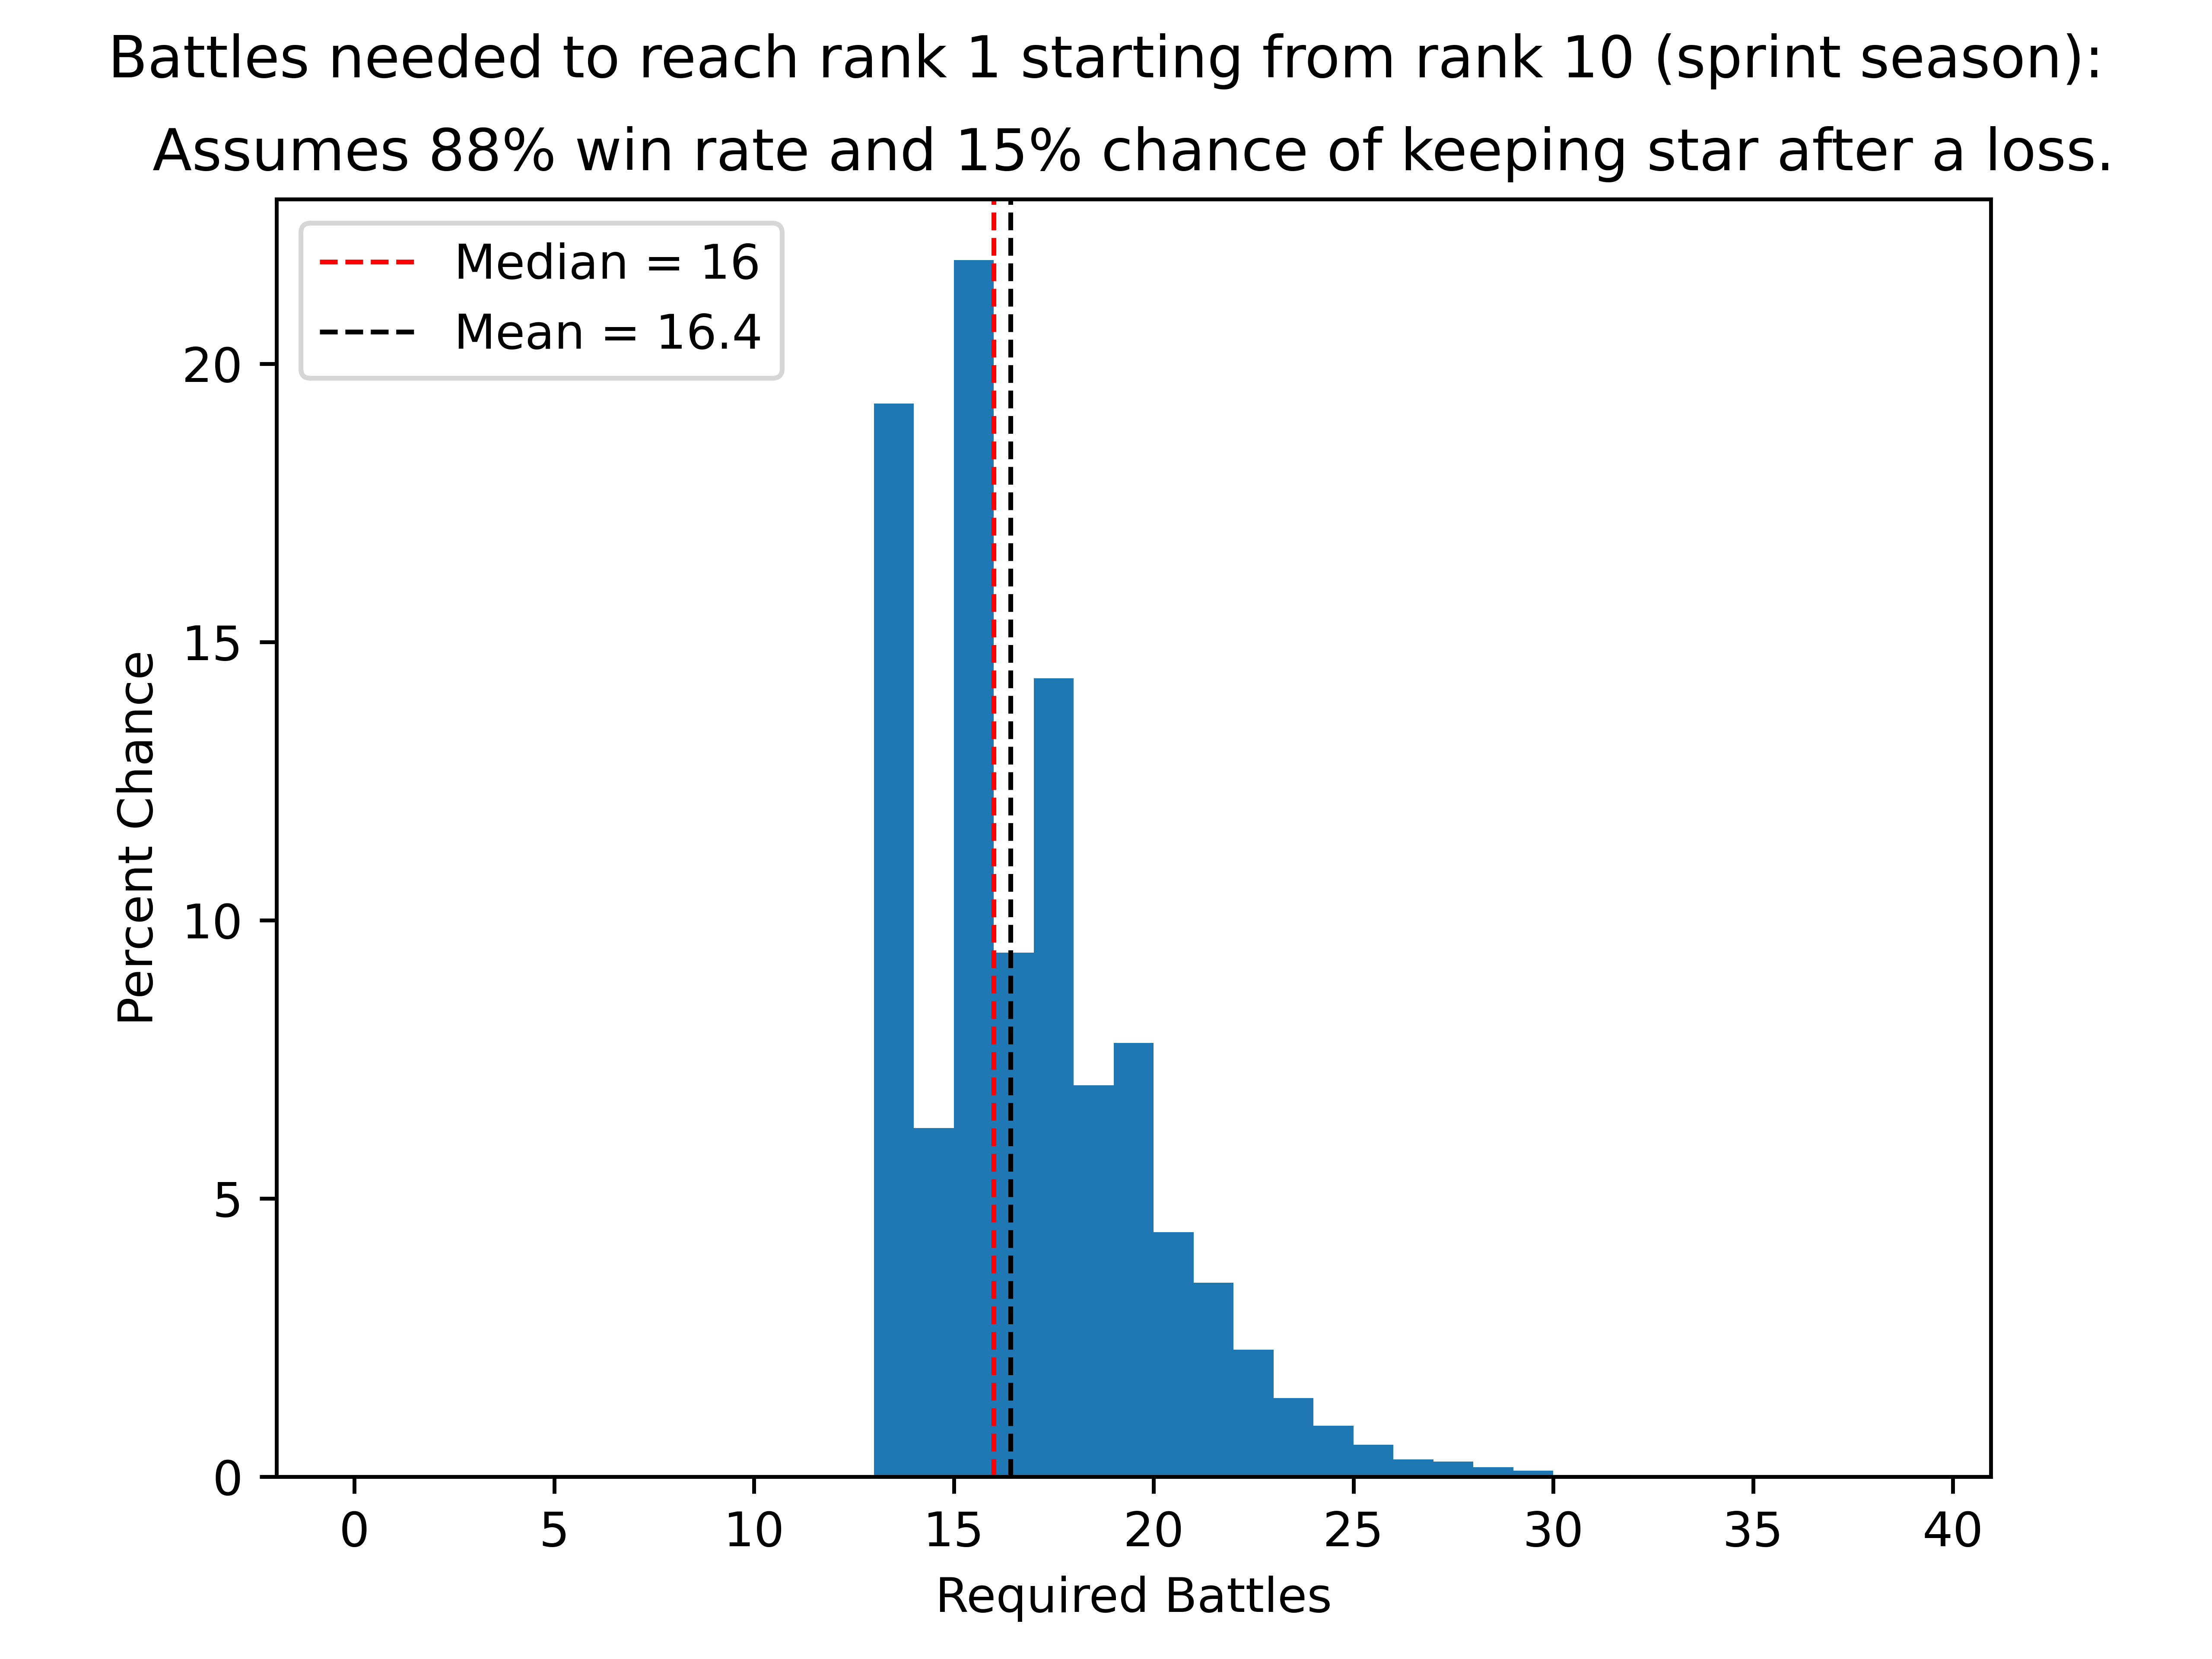 Battles needed to reach rank 1 starting from rank 10 (sprint season):
Assumes 88% win rate and 15% chance of keeping star after a loss.
Median = 16
Mean = 16.4
20
15
10
5
0
Percent Chance
0 5 10 15 20 25 30 35 40
Required Battles